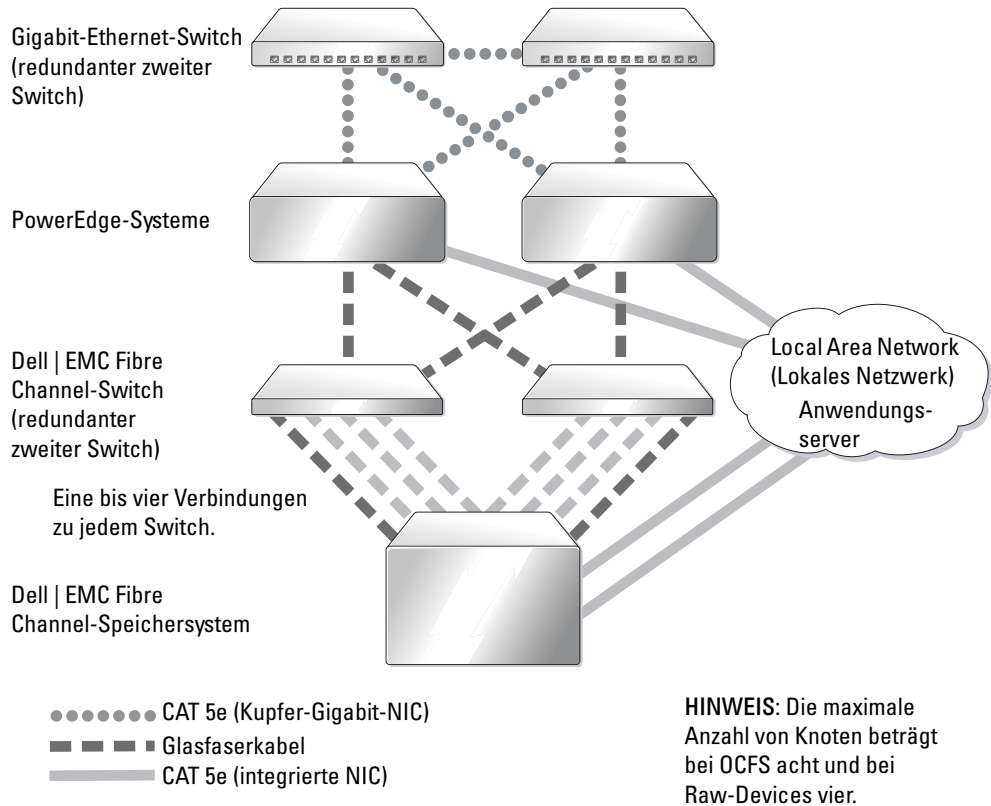 Gigabit-Ethernet-Switch
(redundanter zweiter
Switch)
PowerEdge-Systeme
Dell | EMC Fibre
Channel-Switch
(redundanter
zweiter Switch)
Local Area Network
(Lokales Netzwerk)
Anwendungs-
server
Eine bis vier Verbindungen
zu jedem Switch.
Dell | EMC Fibre
Channel-Speichersystem
CAT 5e (Kupfer-Gigabit-NIC)
Glasfaserkabel
CAT 5e (integrierte NIC)
HINWEIS: Die maximale
Anzahl von Knoten beträgt
bei OCFS acht und bei
Raw-Devices vier.